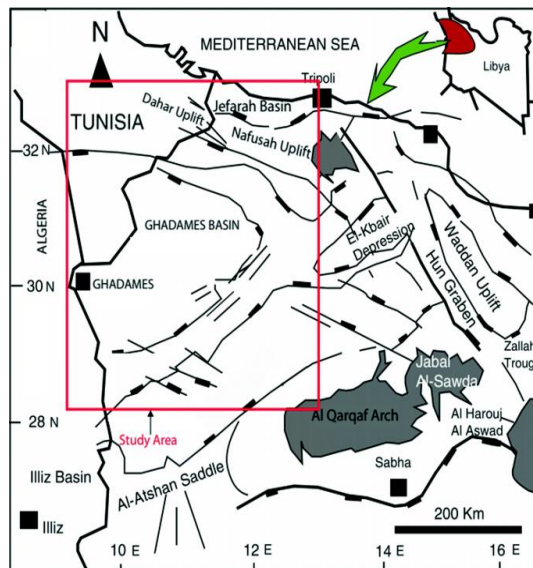 N
MEDITERRANEAN SEA
Libya
Tripoli
Jefarah Basin
TUNISIA
Dahar Uplift
Nafusah Uplift
32 N
ALGERIA
GHADAMES BASIN
El-Kbair
Depression
Waddan Uplift
Hun Graben
GHADAMES
30 N
Zallah
Troug
Jabal
Al-Sawda
Al Qarqaf Arch
28 N
Study Area
Al Harouj
Al Aswad
Al-Atshan Saddle
Sabha
Illiz Basin
Illiz
200 Km
10 E
12 E
14 E
16 E